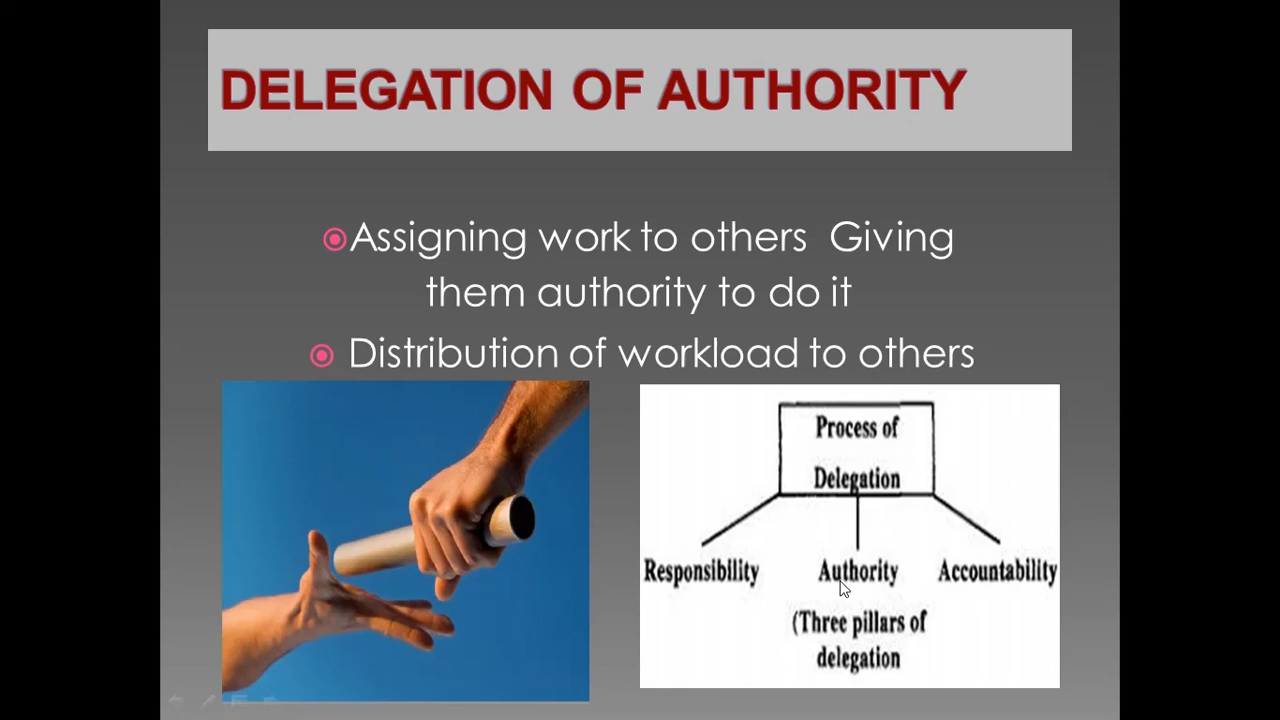 DELEGATION OF AUTHORITY
Assigning work to others  Giving
them authority to do it
Distribution of workload to others
Process of
Delegation
Responsibility
Authority
Accountability
(Three pillars of
delegation